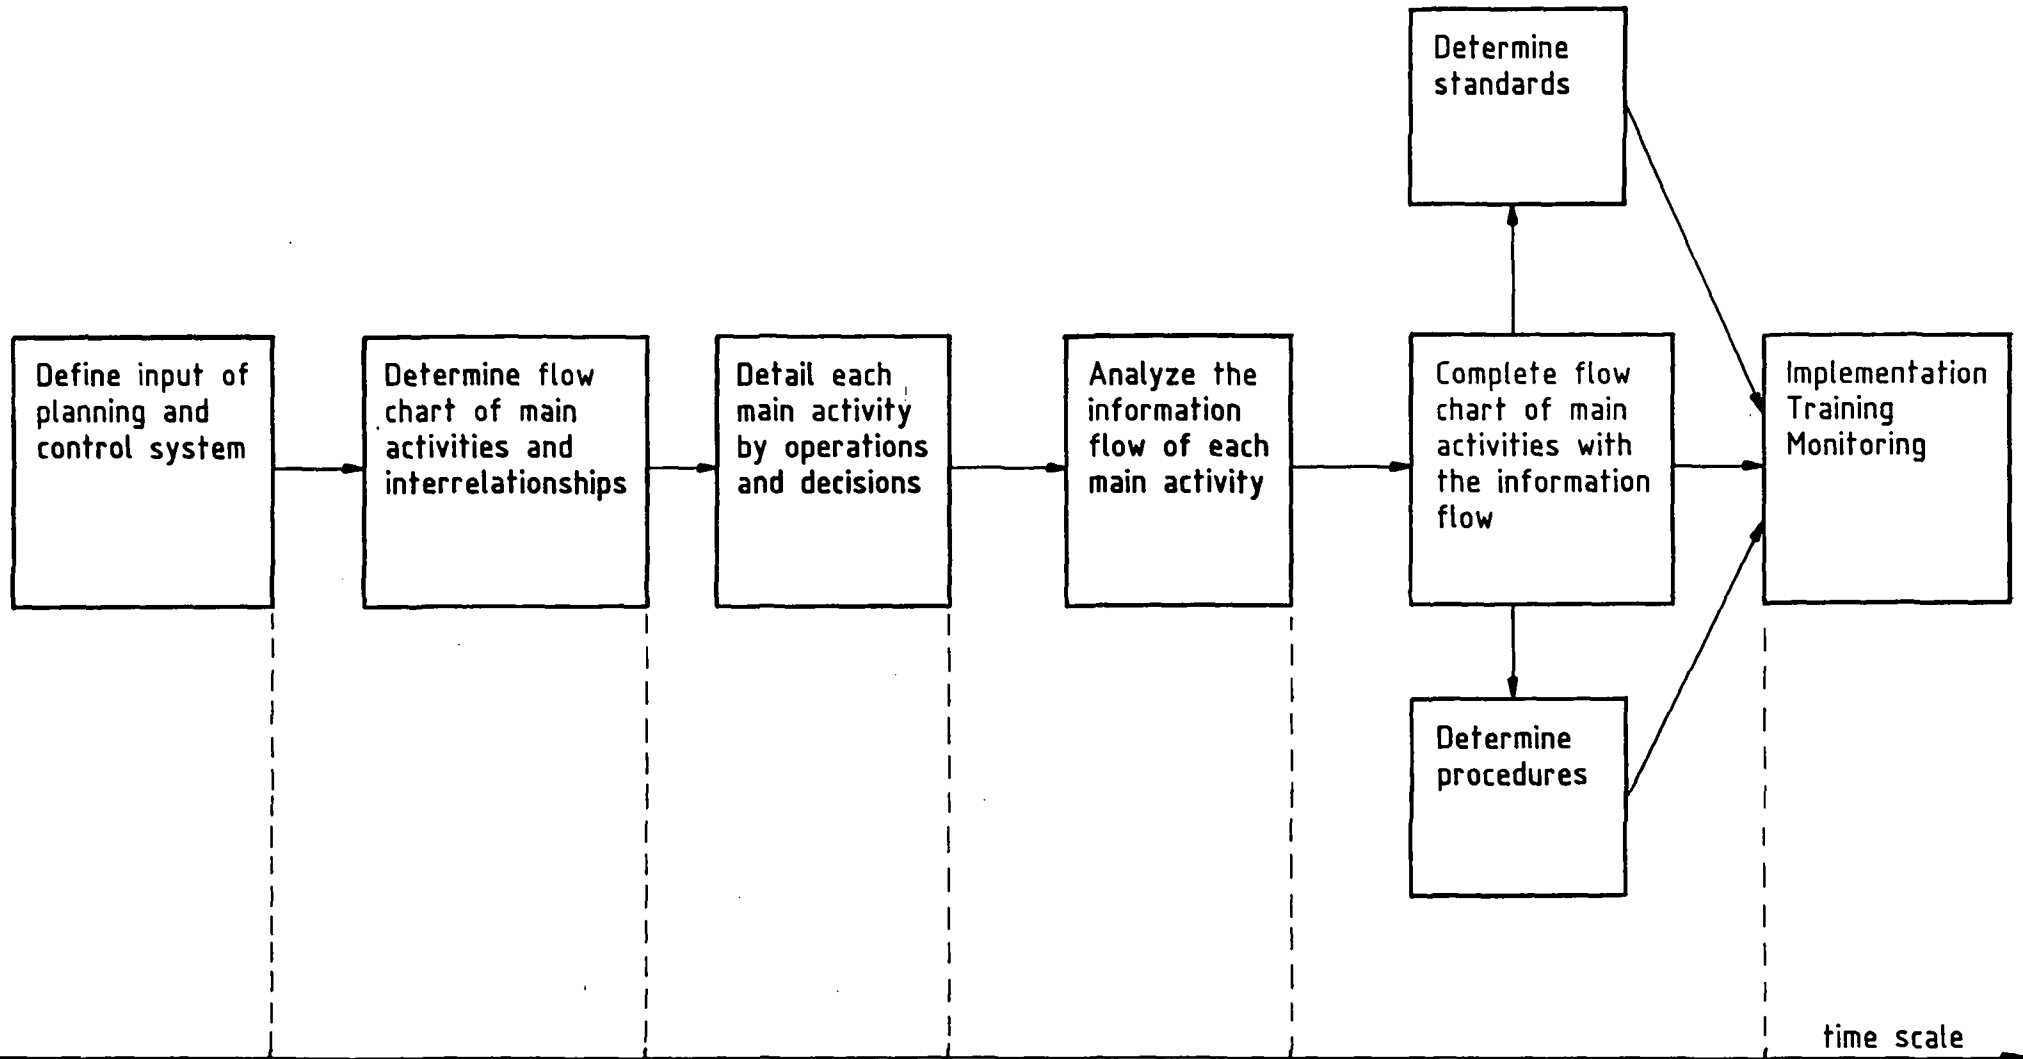 Determine
standards
Define input of
planning and
control system
Determine flow
chart of main
activities and
interrelationships
Detail each
main activity
by operations
and decisions
Analyze the
information
flow of each
main activity
Complete flow
chart of main
activities with
the information
flow
Implementation
Training
Monitoring
Determine
procedures
time scale